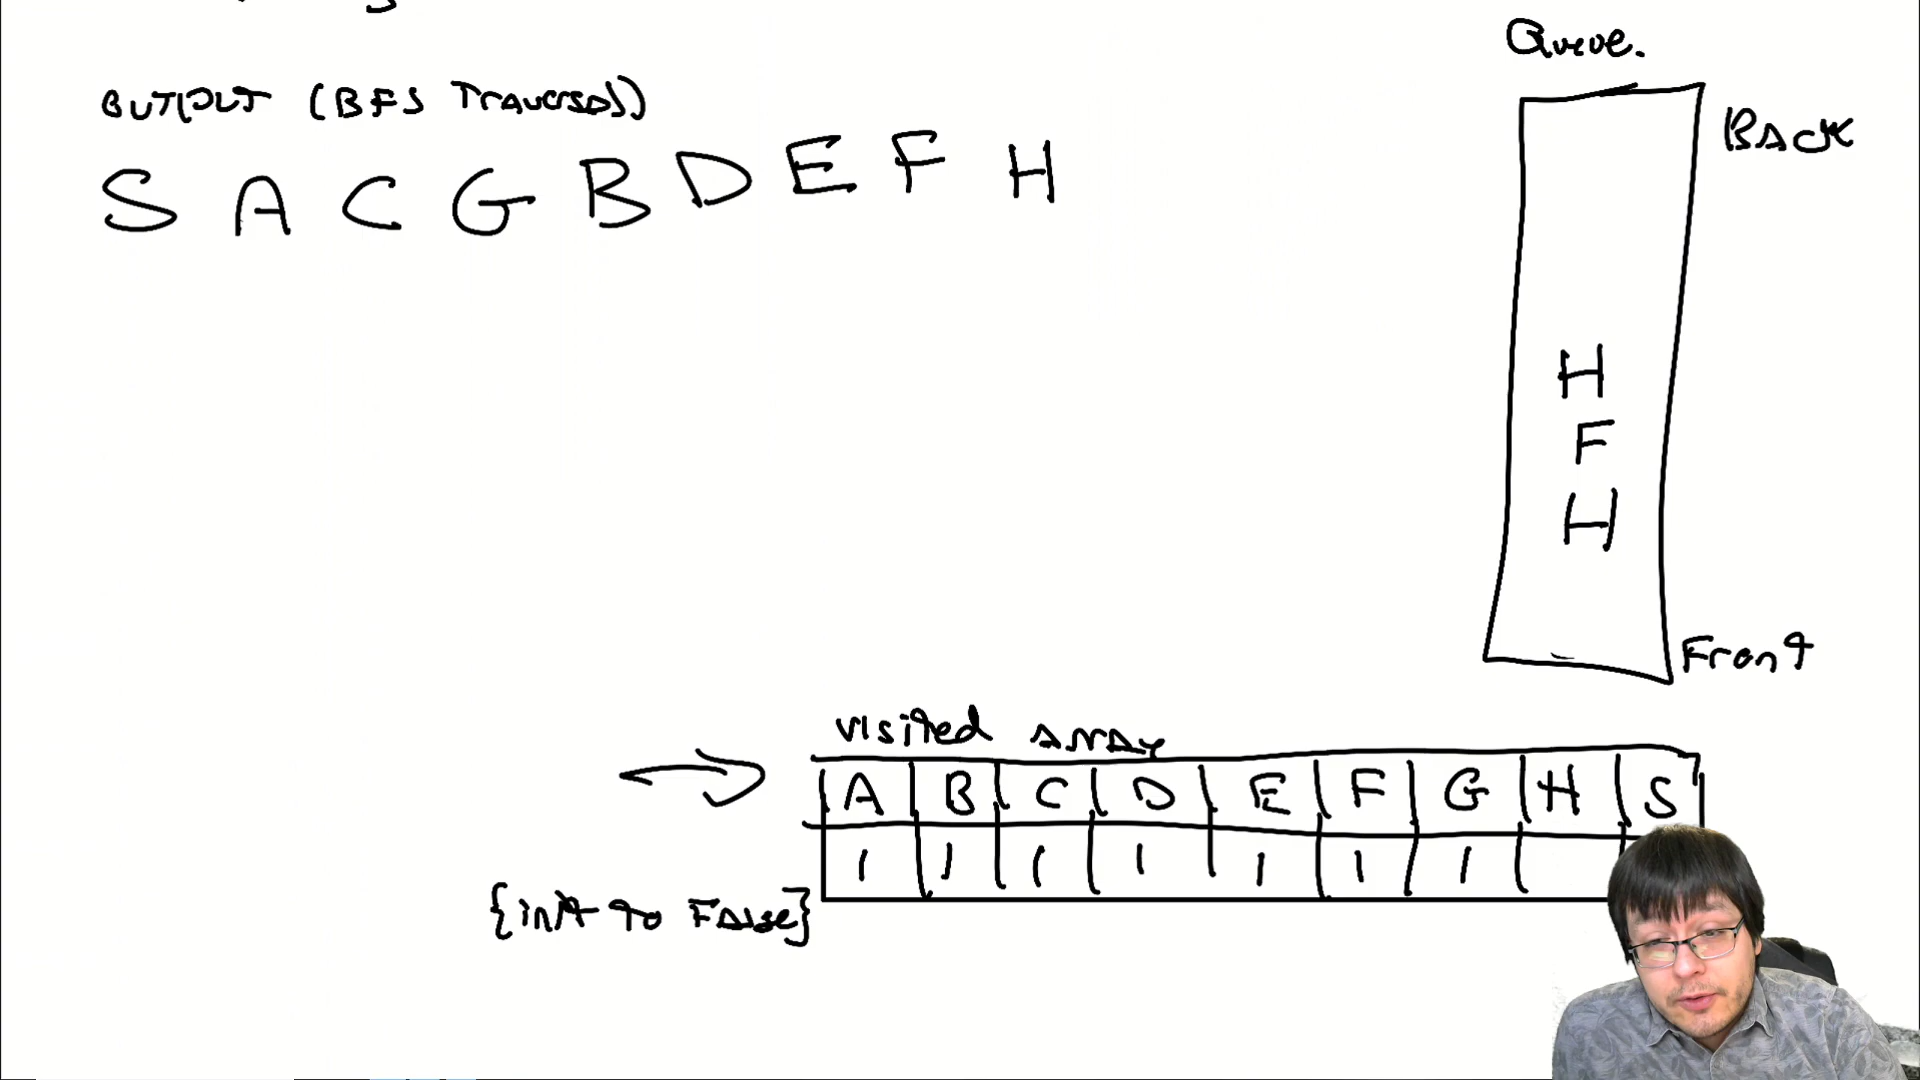 Queue.
OUTPUT (BFS Traversal)
BACK
S A C G B D E F H
H
F
H
Front
visited array
A B C D E F G H S
1 1 1 1 1 1 1
{init to False}